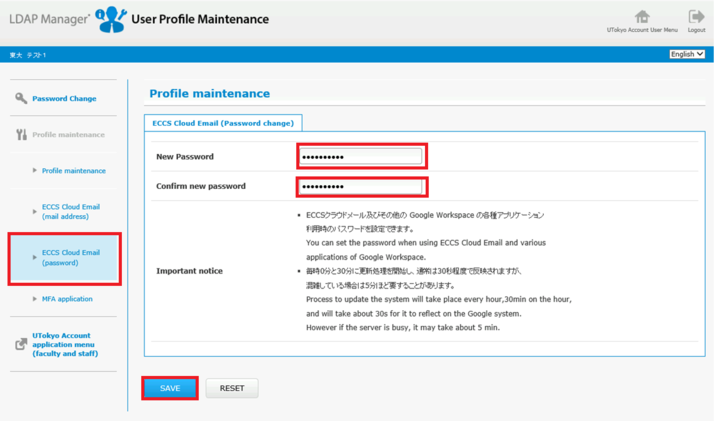 LDAP Manager User Profile Maintenance
UTokyo Account User Menu
Logout
東大 テスト1
English
Password Change
Profile maintenance
Profile maintenance
ECCS Cloud Email
(mail address)
ECCS Cloud Email
(password)
MFA application
UTokyo Account
application menu
(faculty and staff)
Profile maintenance
ECCS Cloud Email (Password change)
New Password
••••••••••
Confirm new password
••••••••••
Important notice
▪ ECCSクラウドメール及びその他の Google Workspace の各種アプリケーション
利用時のパスワードを設定できます。
You can set the password when using ECCS Cloud Email and various
applications of Google Workspace.
▪ 毎時0分と30分に更新処理を開始し、通常は30秒程度で反映されますが、
混雑している場合は5分ほど要することがあります。
Process to update the system will take place every hour,30min on the hour,
and will take about 30s for it to reflect on the Google system.
However if the server is busy, it may take about 5 min.
SAVE
RESET